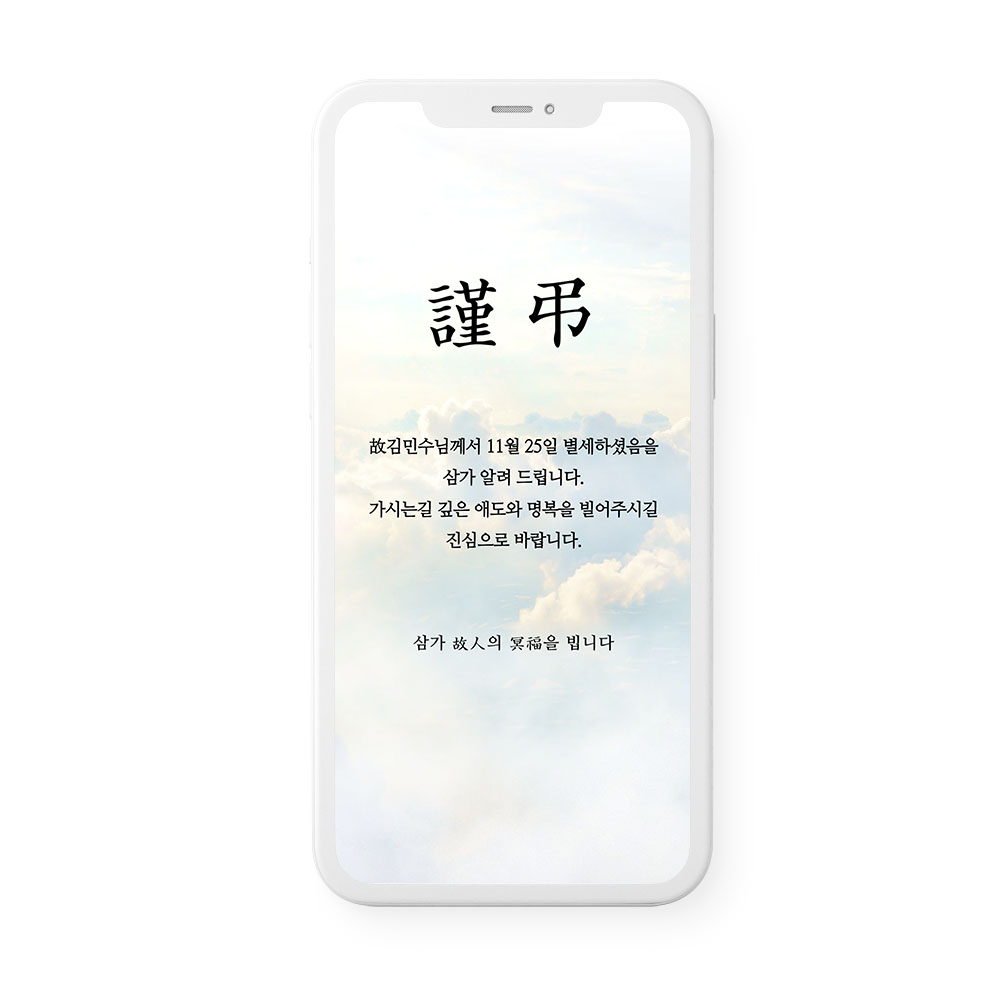 謹弔
故김민수님께서 11월 25일 별세하셨음을
삼가 알려 드립니다.
가시는길 깊은 애도와 명복을 빌어주시길
진심으로 바랍니다.
삼가 故人의 冥福을 빕니다